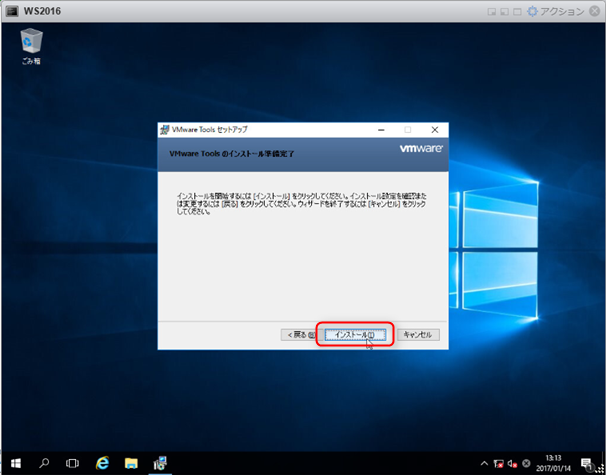 WS2016
アクション
ごみ箱
VMware Tools セットアップ
VMware Tools のインストール準備完了
vmware
インストールを開始するには [インストール] をクリックしてください。インストール設定を確認また
は変更するには [戻る] をクリックしてください。ウィザードを終了するには [キャンセル] をクリック
してください。
< 戻る(B)
インストール(I)
キャンセル
13:13
2017/01/14